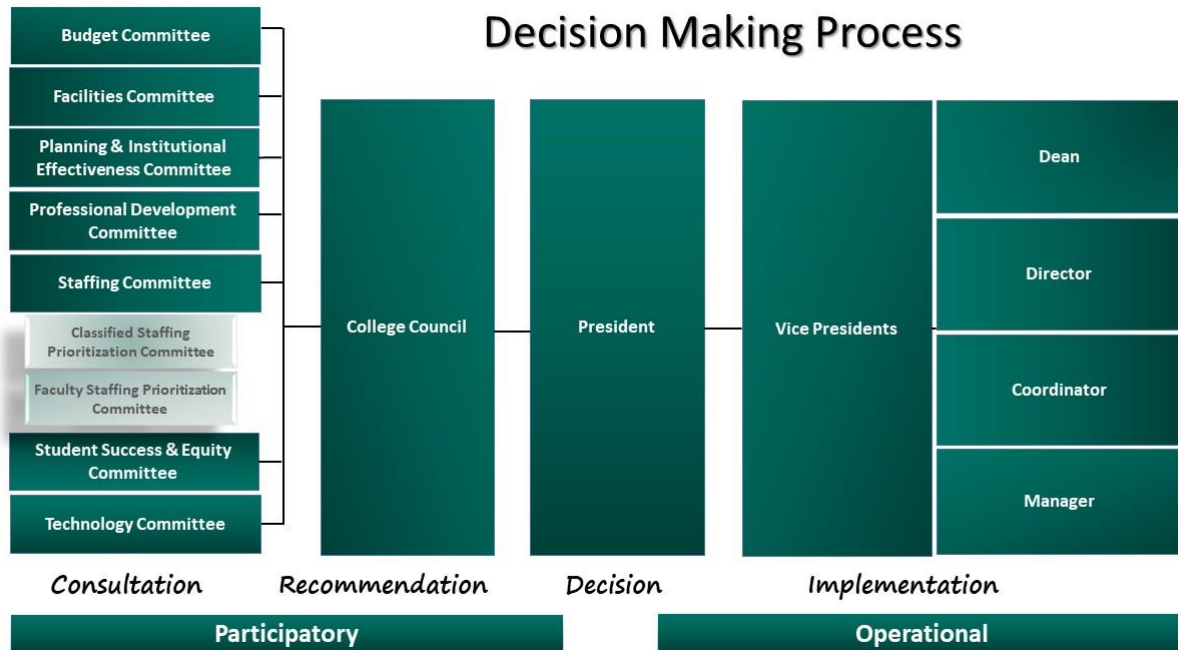 Decision Making Process
Budget Committee
Facilities Committee
Planning & Institutional
Effectiveness Committee
Professional Development
Committee
Staffing Committee
Classified Staffing
Prioritization Committee
Faculty Staffing Prioritization
Committee
Student Success & Equity
Committee
Technology Committee
College Council
President
Vice Presidents
Dean
Director
Coordinator
Manager
Consultation
Recommendation
Decision
Implementation
Participatory
Operational